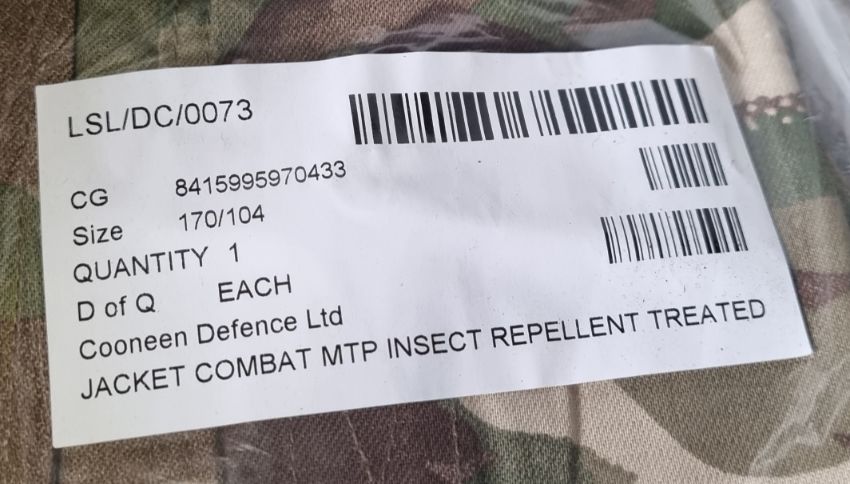 LSL/DC/0073
CG 8415995970433
Size 170/104
QUANTITY 1
D of Q EACH
Cooneen Defence Ltd
JACKET COMBAT MTP INSECT REPELLENT TREATED